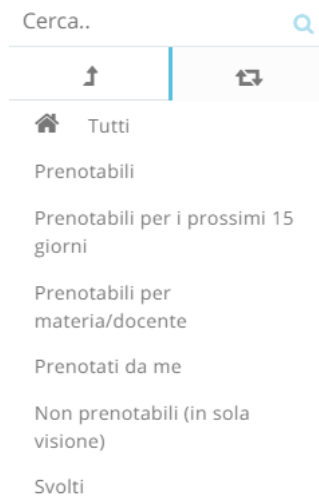 Cerca..
Tutti
Prenotabili
Prenotabili per i prossimi 15
giorni
Prenotabili per
materia/docente
Prenotati da me
Non prenotabili (in sola
visione)
Svolti